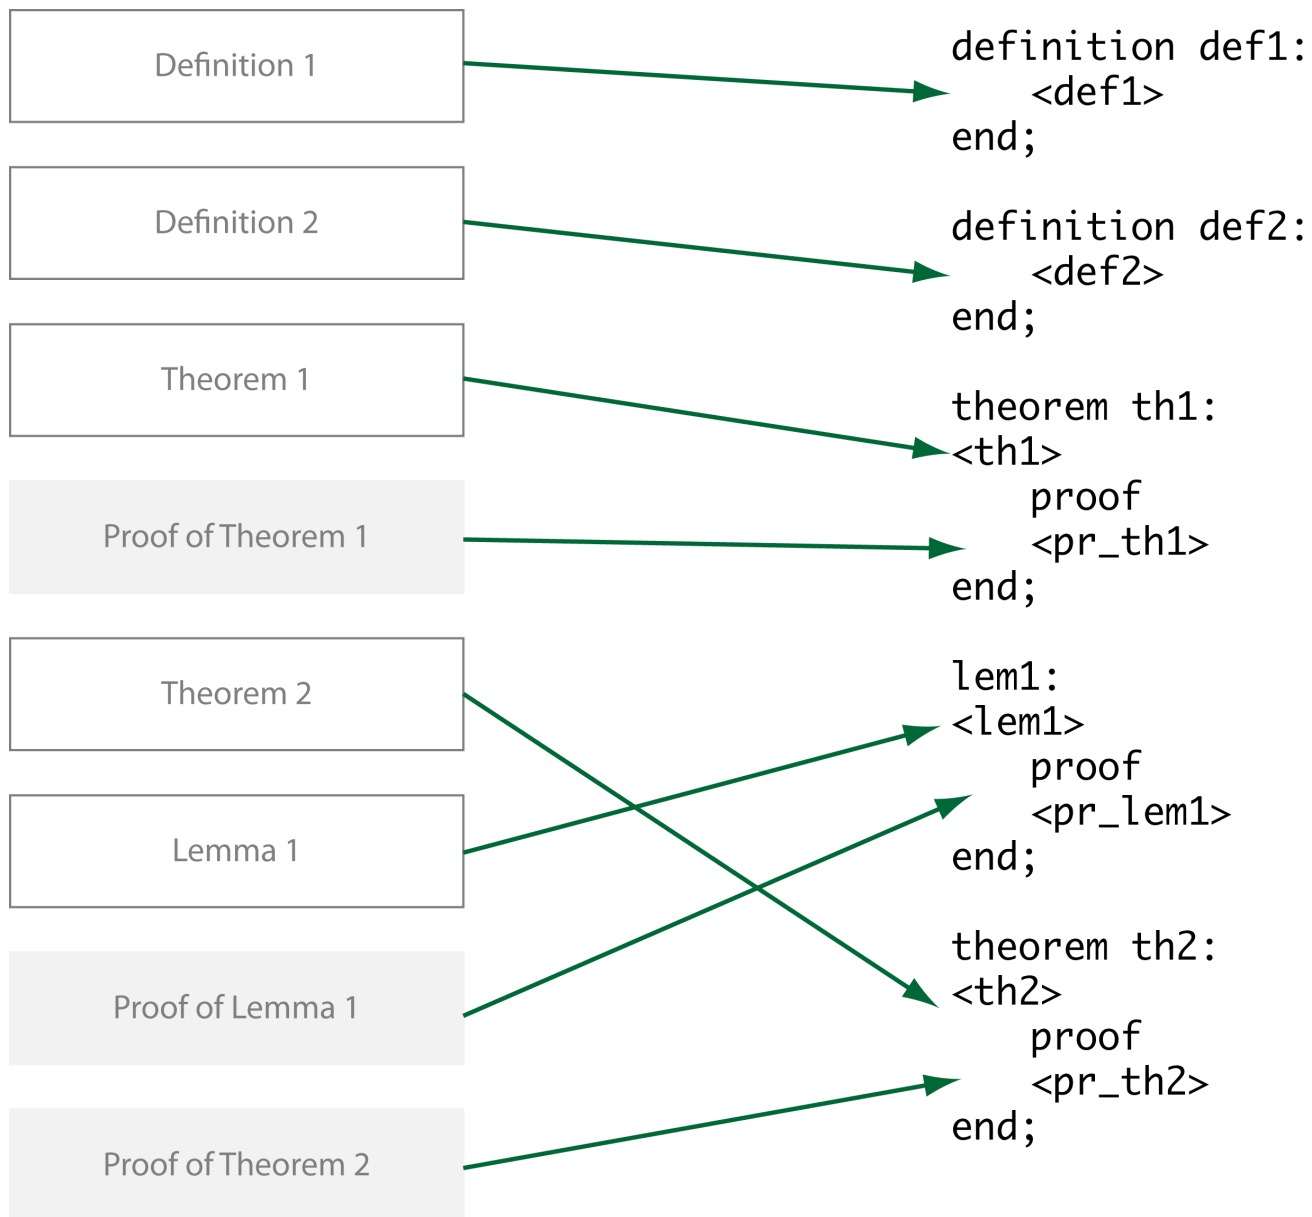 Definition 1
Definition 2
Theorem 1
Proof of Theorem 1
Theorem 2
Lemma 1
Proof of Lemma 1
Proof of Theorem 2
definition def1:
<def1>
end;
definition def2:
<def2>
end;
theorem th1:
<th1>
proof
<pr_th1>
end;
lem1:
<lem1>
proof
<pr_lem1>
end;
theorem th2:
<th2>
proof
<pr_th2>
end;